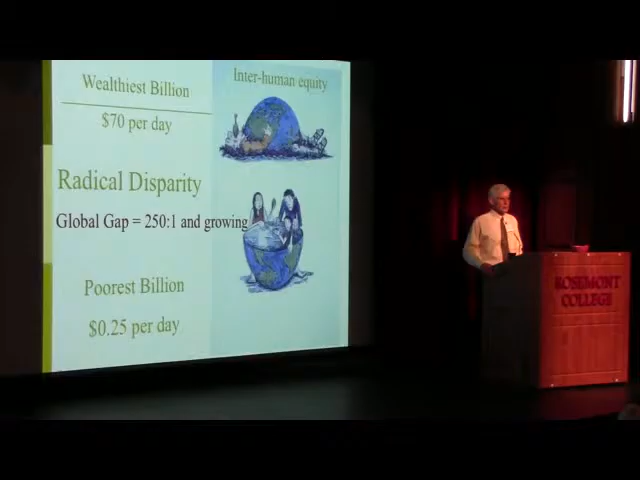 Wealthiest Billion
$70 per day
Inter-human equity
Radical Disparity
Global Gap = 250:1 and growing
Poorest Billion
$0.25 per day
ROSEMONT
COLLEGE